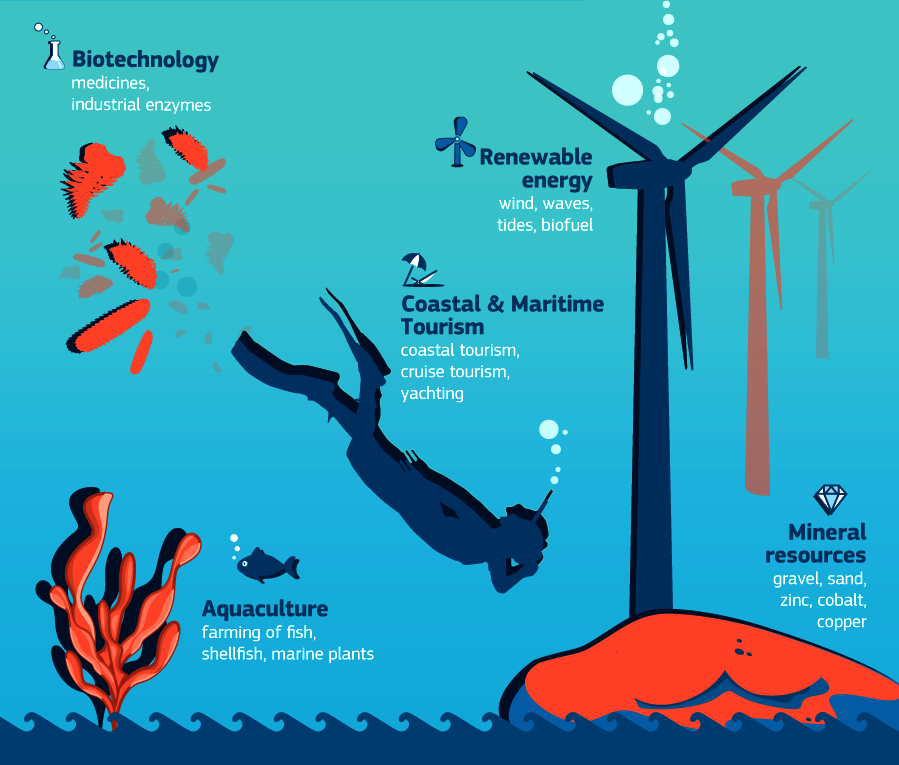 Biotechnology
medicines,
industrial enzymes
Renewable
energy
wind, waves,
tides, biofuel
Coastal & Maritime
Tourism
coastal tourism,
cruise tourism,
yachting
Mineral
resources
gravel, sand,
zinc, cobalt,
copper
Aquaculture
farming of fish,
shellfish, marine plants